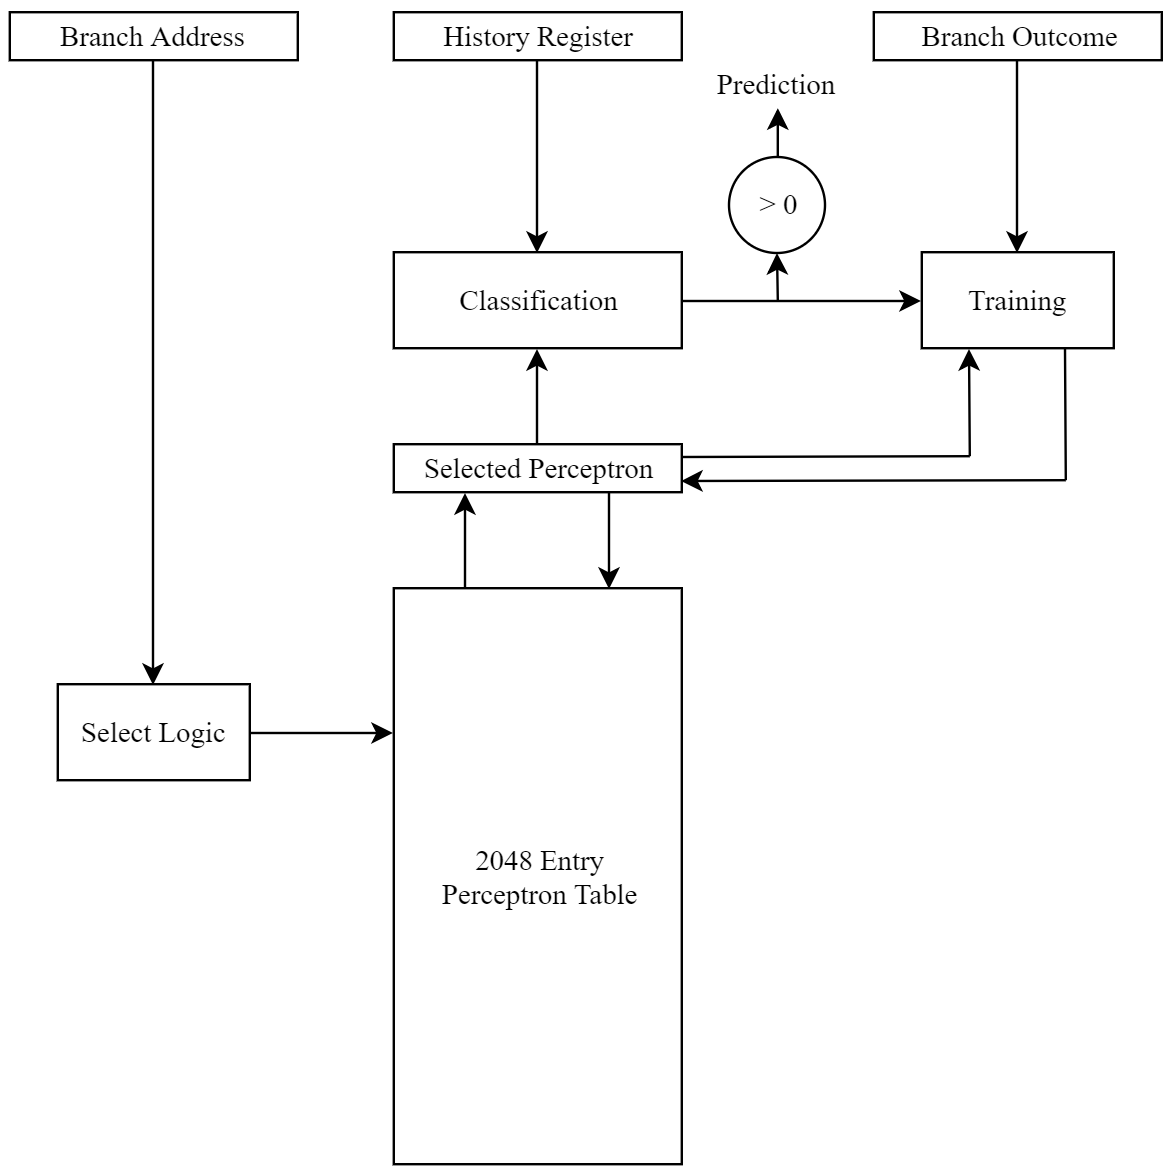 Branch Address
History Register
Branch Outcome
Prediction
> 0
Classification
Training
Selected Perceptron
Select Logic
2048 Entry
Perceptron Table